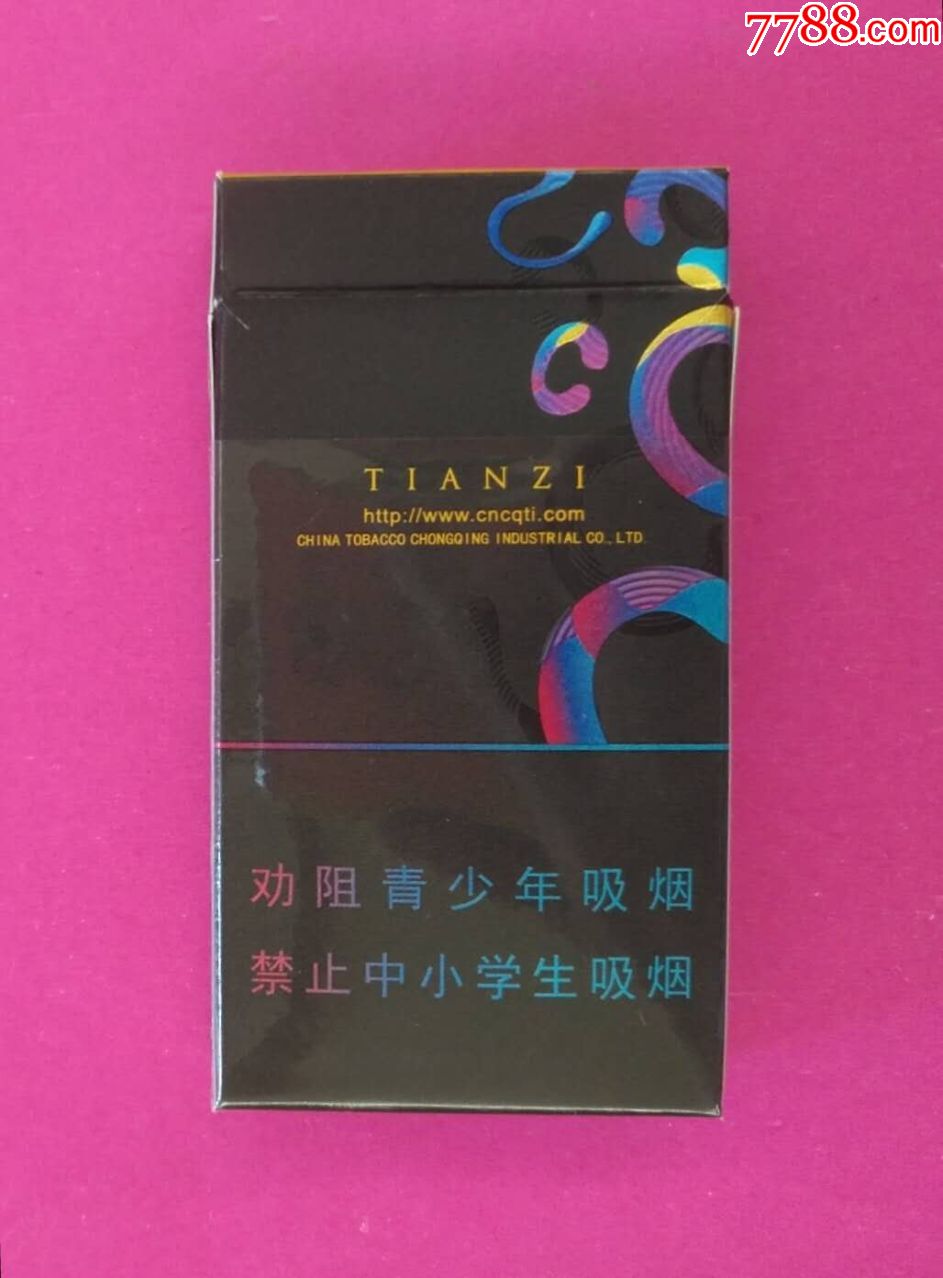 7788.com
TIANZI
http://www.cncqti.com
CHINA TOBACCO CHONGQING INDUSTRIAL CO., LTD.
劝阻青少年吸烟
禁止中小学生吸烟